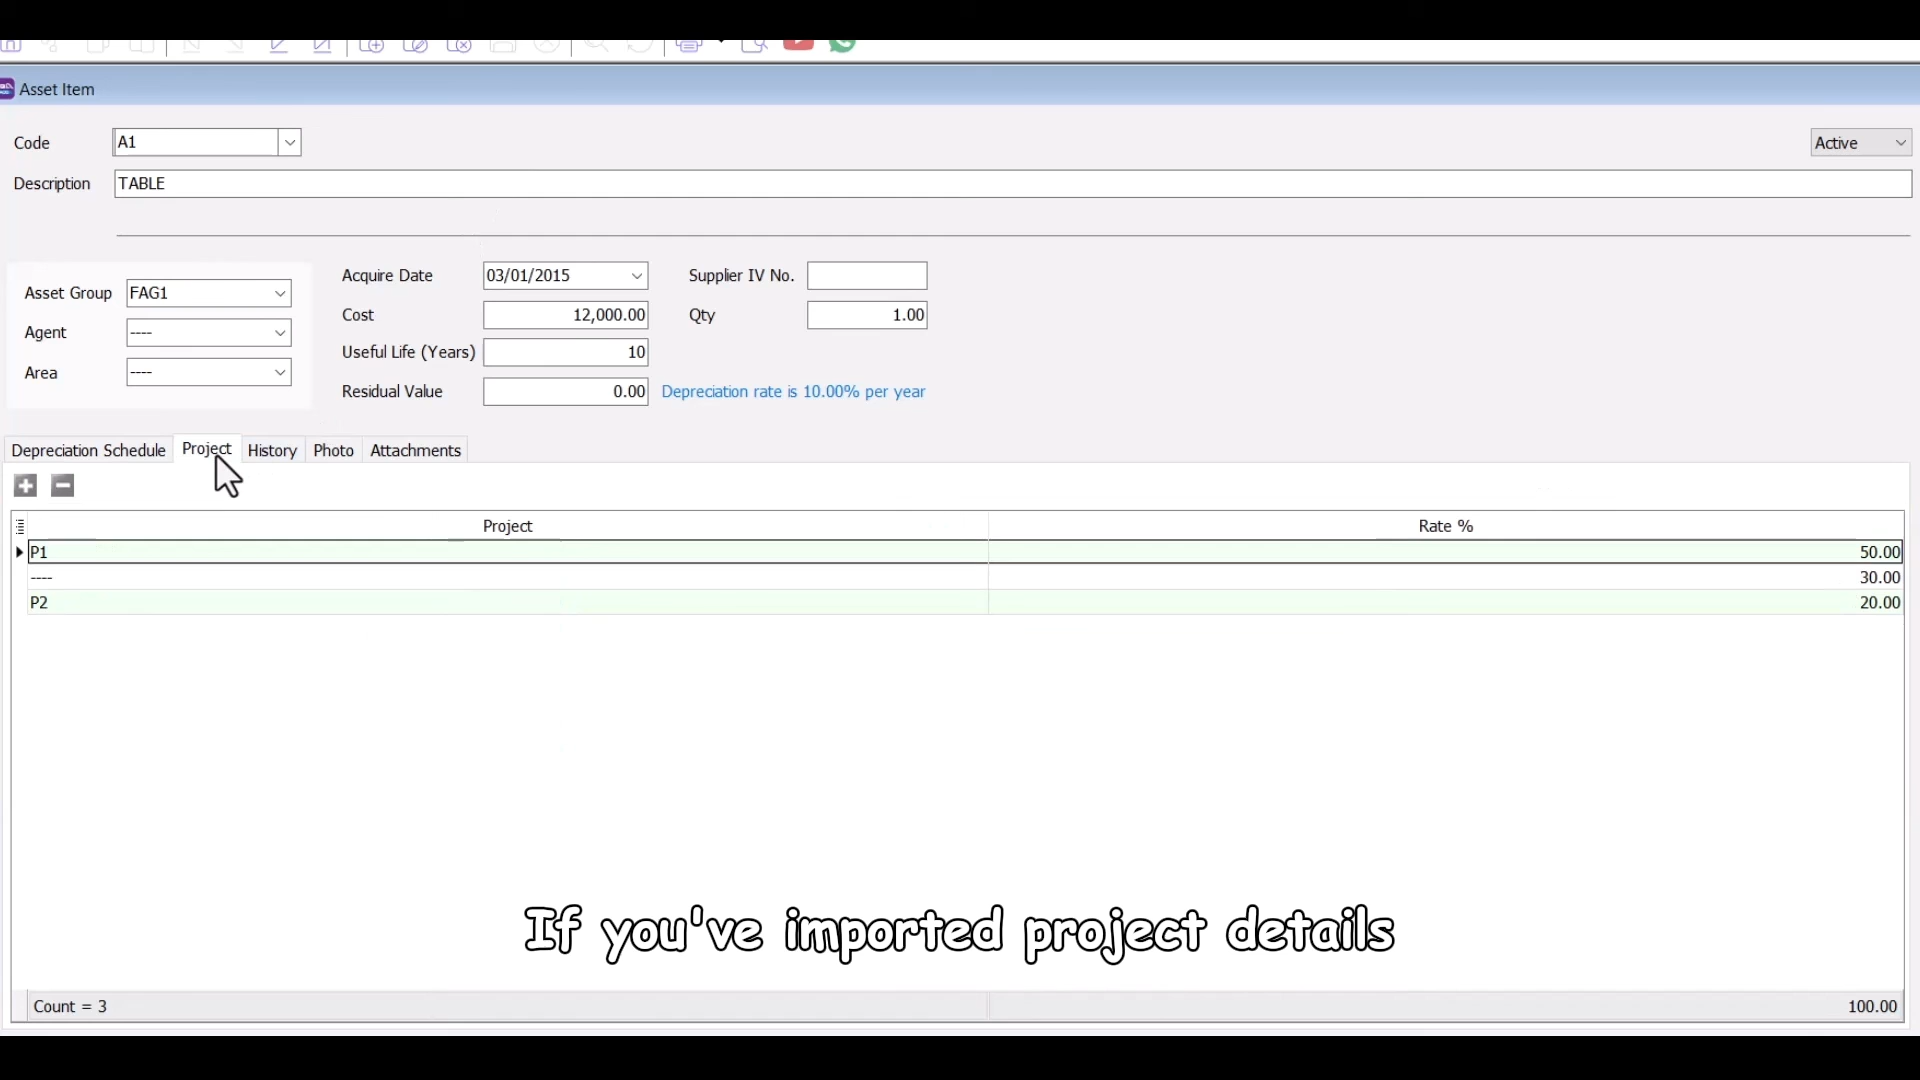 Asset Item
Code A1 Active
Description TABLE
Acquire Date 03/01/2015 Supplier IV No.
Asset Group FAG1
Cost 12,000.00 Qty 1.00
Agent ----
Useful Life (Years) 10
Area ----
Residual Value 0.00 Depreciation rate is 10.00% per year
Depreciation Schedule Project History Photo Attachments
Project Rate %
P1 50.00
---- 30.00
P2 20.00
If you've imported project details
Count = 3 100.00